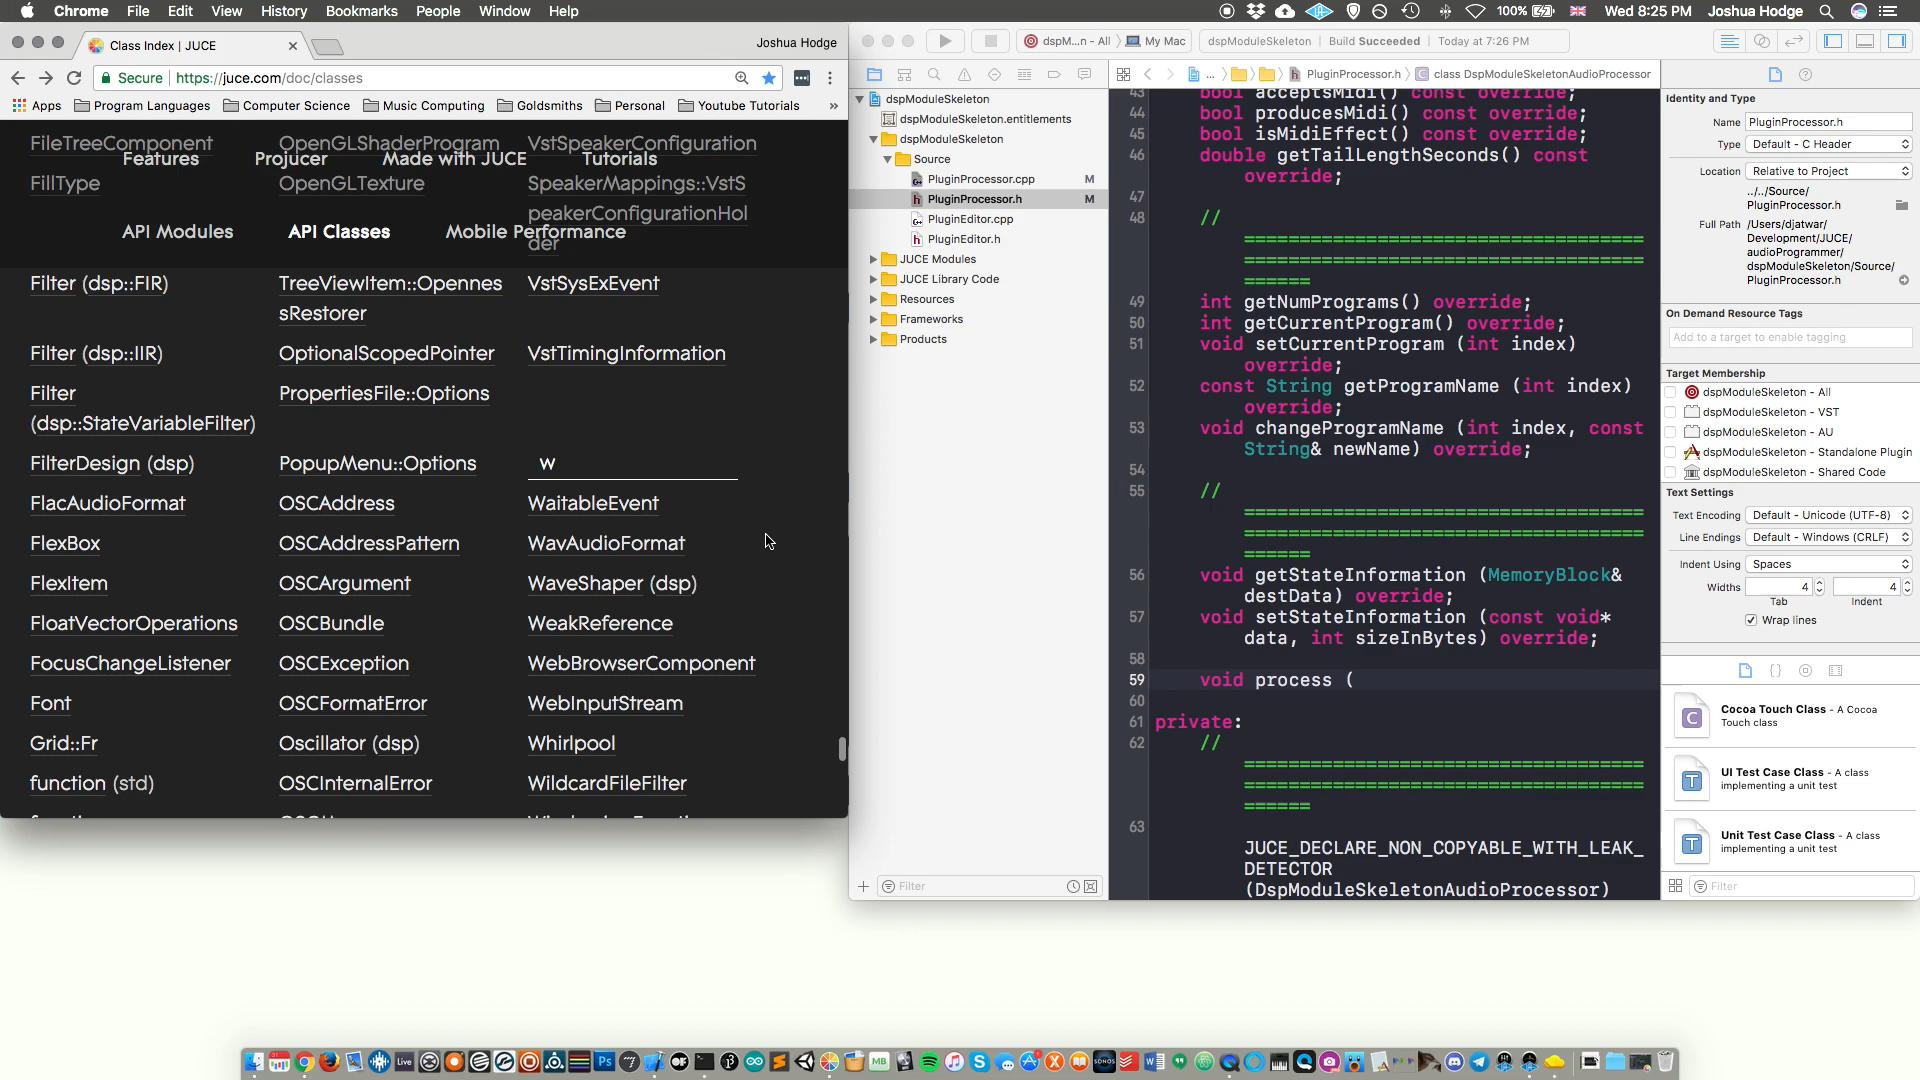 Chrome File Edit View History Bookmarks People Window Help
100% Wed 8:25 PM Joshua Hodge
Class Index | JUCE
Joshua Hodge
Secure https://juce.com/doc/classes
Apps Program Languages Computer Science Music Computing Goldsmiths Personal Youtube Tutorials »
Features Projucer Made with JUCE Tutorials
API Modules API Classes Mobile Performance
FileTreeComponent OpenGLShaderProgram VstSpeakerConfiguration
FillType OpenGLTexture SpeakerMappings::VstS
peakerConfigurationHol
der
Filter (dsp::FIR) TreeViewItem::Opennes VstSysExEvent
sRestorer
Filter (dsp::IIR) OptionalScopedPointer VstTimingInformation
Filter PropertiesFile::Options
(dsp::StateVariableFilter)
FilterDesign (dsp) PopupMenu::Options w
FlacAudioFormat OSCAddress WaitableEvent
FlexBox OSCAddressPattern WavAudioFormat
FlexItem OSCArgument WaveShaper (dsp)
FloatVectorOperations OSCBundle WeakReference
FocusChangeListener OSCException WebBrowserComponent
Font OSCFormatError WebInputStream
Grid::Fr Oscillator (dsp) Whirlpool
function (std) OSCInternalError WildcardFileFilter
dspM...n - All My Mac
dspModuleSkeleton Build Succeeded Today at 7:26 PM
dspModuleSkeleton
dspModuleSkeleton.entitlements
dspModuleSkeleton
Source
PluginProcessor.cpp M
PluginProcessor.h M
PluginEditor.cpp
PluginEditor.h
JUCE Modules
JUCE Library Code
Resources
Frameworks
Products
Filter
... PluginProcessor.h C class DspModuleSkeletonAudioProcessor
43 bool acceptsMidi() const override;
44 bool producesMidi() const override;
45 bool isMidiEffect() const override;
46 double getTailLengthSeconds() const
override;
47
48 //
====================================
====================================
======
49 int getNumPrograms() override;
50 int getCurrentProgram() override;
51 void setCurrentProgram (int index)
override;
52 const String getProgramName (int index)
override;
53 void changeProgramName (int index, const
String& newName) override;
54
55 //
====================================
====================================
======
56 void getStateInformation (MemoryBlock&
destData) override;
57 void setStateInformation (const void*
data, int sizeInBytes) override;
58
59 void process (
60
61 private:
62 //
====================================
====================================
======
63
JUCE_DECLARE_NON_COPYABLE_WITH_LEAK_
DETECTOR
(DspModuleSkeletonAudioProcessor)
Identity and Type
Name PluginProcessor.h
Type Default - C Header
Location Relative to Project
../../Source/
PluginProcessor.h
Full Path /Users/djatwar/
Development/JUCE/
audioProgrammer/
dspModuleSkeleton/Source/
PluginProcessor.h
On Demand Resource Tags
Add to a target to enable tagging
Target Membership
dspModuleSkeleton - All
dspModuleSkeleton - VST
dspModuleSkeleton - AU
dspModuleSkeleton - Standalone Plugin
dspModuleSkeleton - Shared Code
Text Settings
Text Encoding Default - Unicode (UTF-8)
Line Endings Default - Windows (CRLF)
Indent Using Spaces
Widths 4 4
Tab Indent
Wrap lines
C Cocoa Touch Class - A Cocoa
Touch class
T UI Test Case Class - A class
implementing a unit test
T Unit Test Case Class - A class
implementing a unit test
Filter